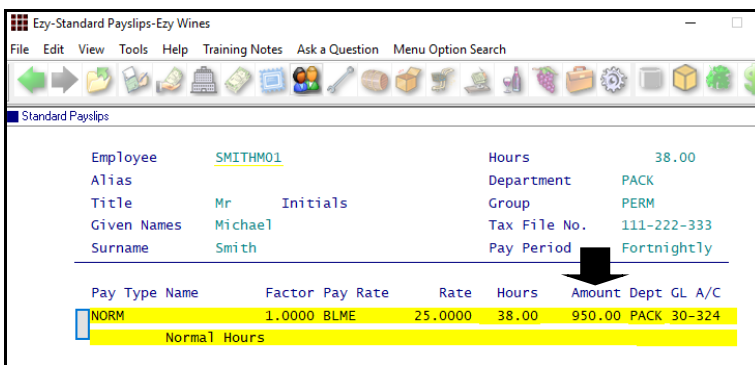 Ezy-Standard Payslips-Ezy Wines
File Edit View Tools Help Training Notes Ask a Question Menu Option Search
Standard Payslips
Employee SMITHM01 Hours 38.00
Alias Department PACK
Title Mr Initials Group PERM
Given Names Michael Tax File No. 111-222-333
Surname Smith Pay Period Fortnightly
Pay Type Name Factor Pay Rate Rate Hours Amount Dept GL A/C
NORM 1.0000 BLME 25.0000 38.00 950.00 PACK 30-324
Normal Hours